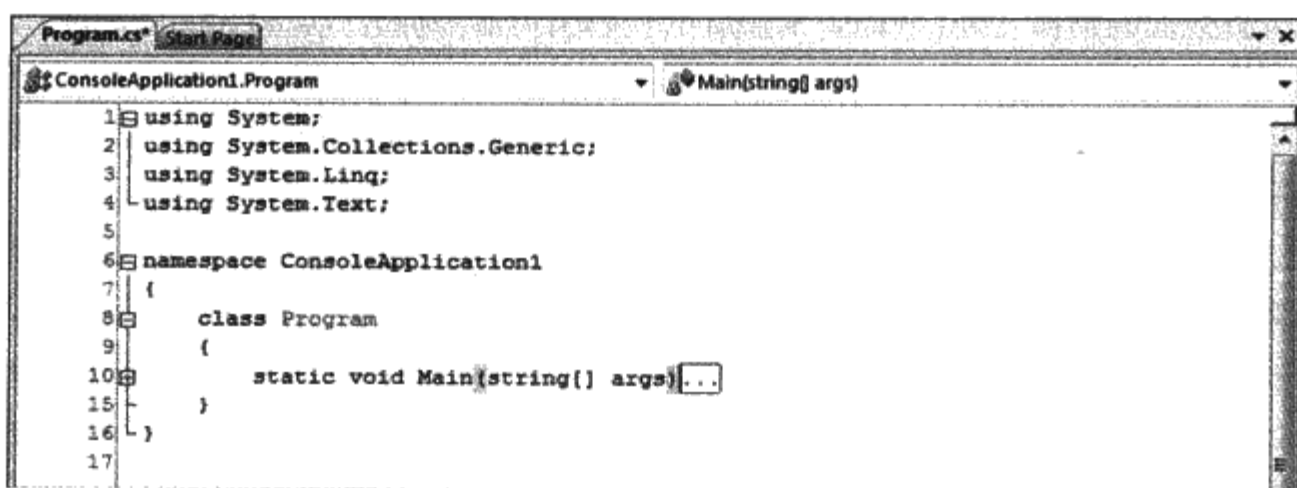 Program.cs* Start Page
ConsoleApplication1.Program Main(string[] args)
1 using System;
2 using System.Collections.Generic;
3 using System.Linq;
4 using System.Text;
5
6 namespace ConsoleApplication1
7 {
8 class Program
9 {
10 static void Main(string[] args)...
15 }
16 }
17